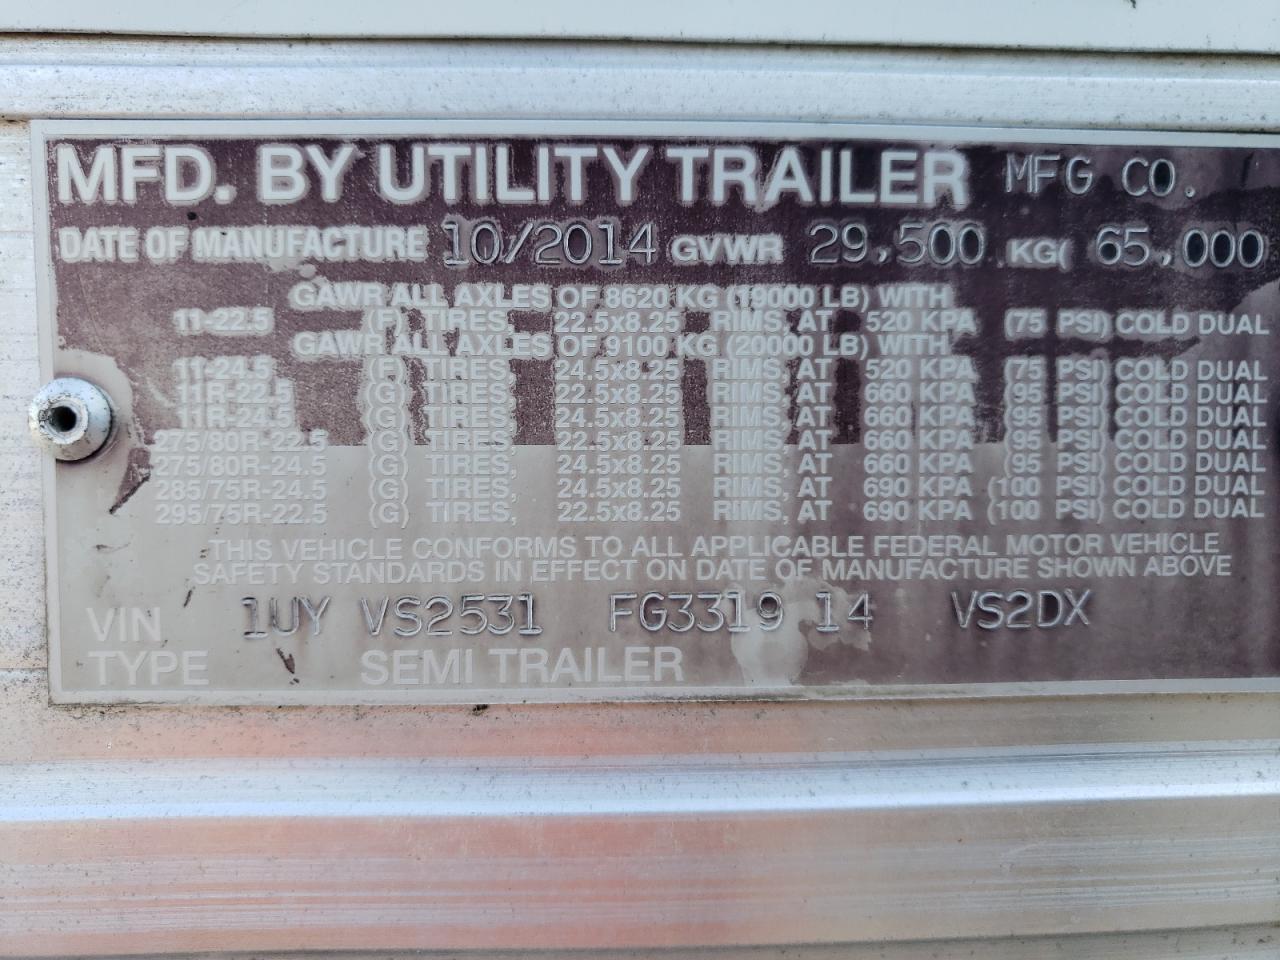 MFD. BY UTILITY TRAILER MFG CO.
DATE OF MANUFACTURE 10/2014 GVWR 29,500 KG( 65,000
GAWR ALL AXLES OF 8620 KG (19000 LB) WITH
11-22.5 (F) TIRES, 22.5x8.25 RIMS, AT 520 KPA (75 PSI) COLD DUAL
GAWR ALL AXLES OF 9100 KG (20000 LB) WITH
11-24.5 (F) TIRES, 24.5x8.25 RIMS, AT 520 KPA (75 PSI) COLD DUAL
11R-22.5 (G) TIRES, 22.5x8.25 RIMS, AT 660 KPA (95 PSI) COLD DUAL
11R-24.5 (G) TIRES, 24.5x8.25 RIMS, AT 660 KPA (95 PSI) COLD DUAL
275/80R-22.5 (G) TIRES, 22.5x8.25 RIMS, AT 660 KPA (95 PSI) COLD DUAL
275/80R-24.5 (G) TIRES, 24.5x8.25 RIMS, AT 660 KPA (95 PSI) COLD DUAL
285/75R-24.5 (G) TIRES, 24.5x8.25 RIMS, AT 690 KPA (100 PSI) COLD DUAL
295/75R-22.5 (G) TIRES, 22.5x8.25 RIMS, AT 690 KPA (100 PSI) COLD DUAL
THIS VEHICLE CONFORMS TO ALL APPLICABLE FEDERAL MOTOR VEHICLE
SAFETY STANDARDS IN EFFECT ON DATE OF MANUFACTURE SHOWN ABOVE
VIN 1UY VS2531 FG3319 14 VS2DX
TYPE SEMI TRAILER